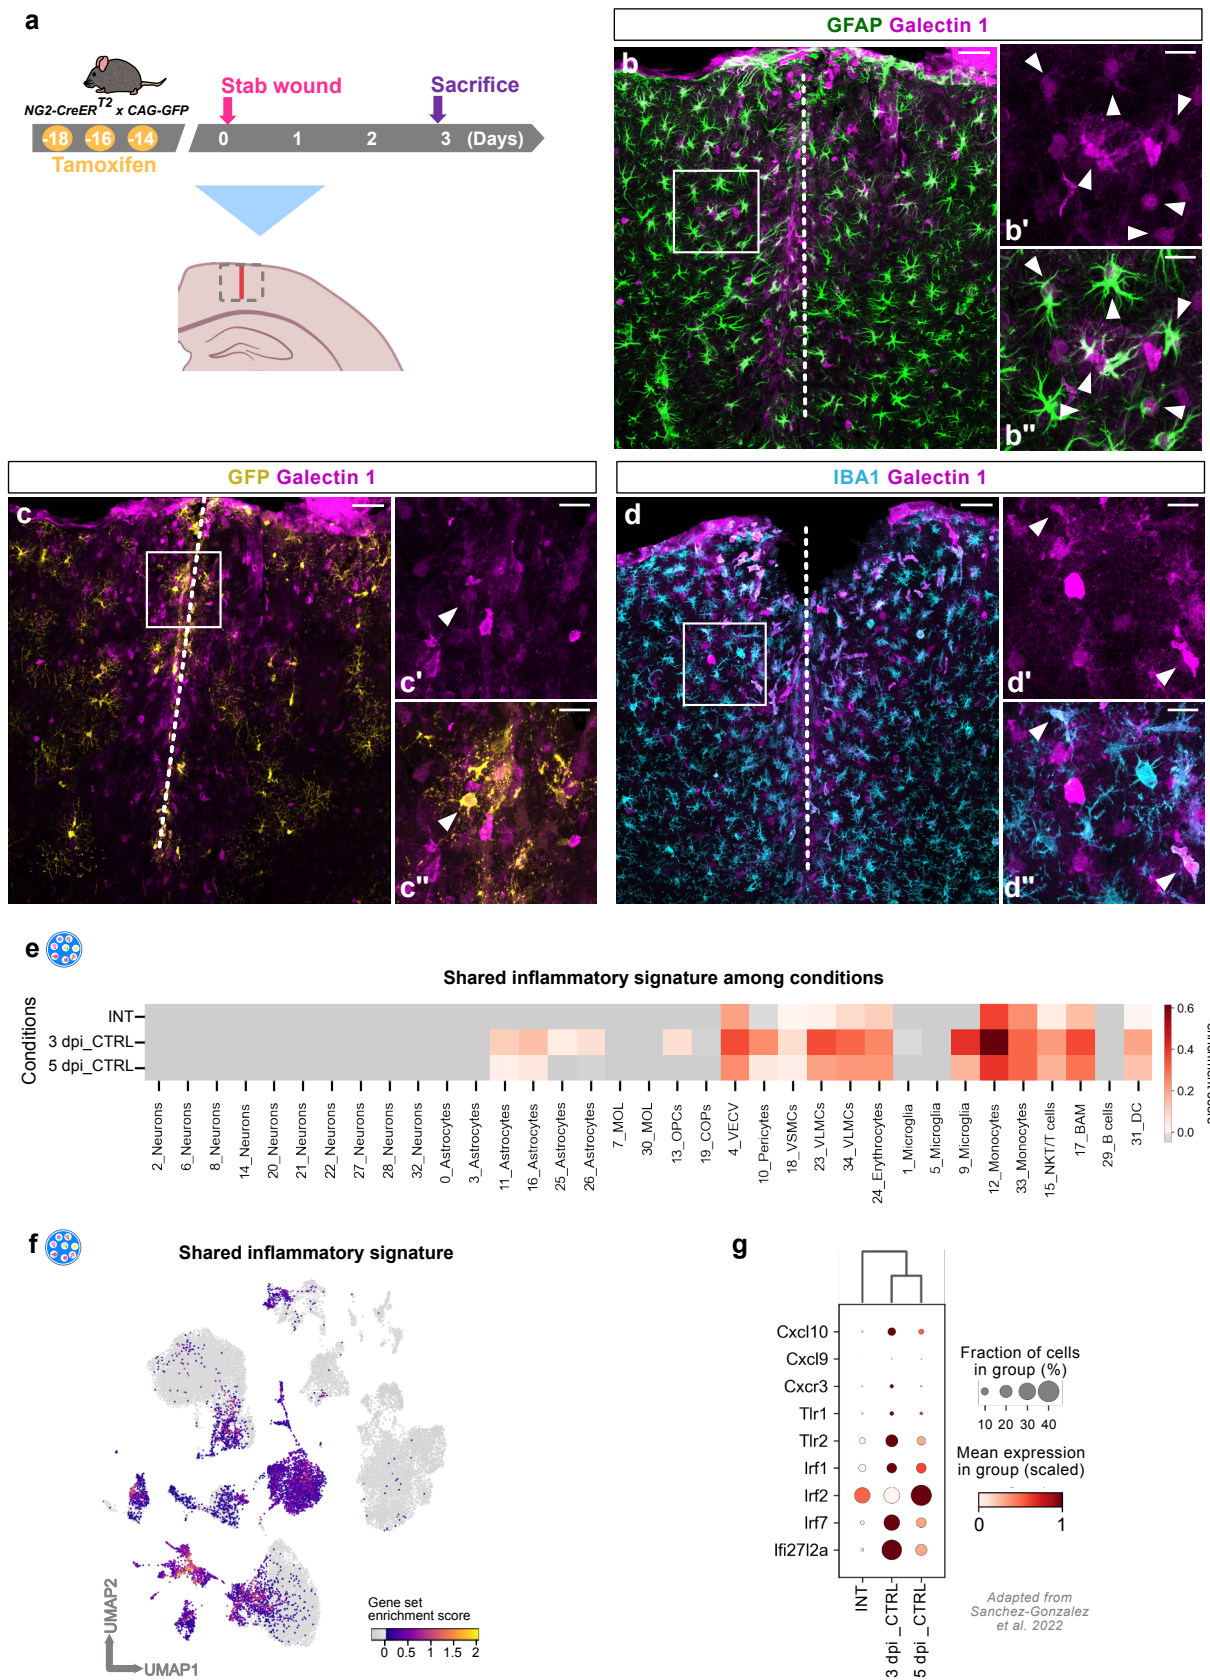 a
NG2-CreERT2 x CAG-GFP
Stab wound
Sacrifice
-18 -16 -14 0 1 2 3 (Days)
Tamoxifen
GFAP Galectin 1
b
b'
b"
GFP Galectin 1
c
c'
c"
IBA1 Galectin 1
d
d'
d"
e
Shared inflammatory signature among conditions
Conditions
INT
3 dpi_CTRL
5 dpi_CTRL
2_Neurons
6_Neurons
8_Neurons
14_Neurons
20_Neurons
21_Neurons
22_Neurons
27_Neurons
28_Neurons
32_Neurons
0_Astrocytes
3_Astrocytes
11_Astrocytes
16_Astrocytes
25_Astrocytes
26_Astrocytes
7_MOL
30_MOL
13_OPCs
19_COPs
4_VECV
10_Pericytes
18_VSMCs
23_VLMCs
34_VLMCs
24_Erythrocytes
1_Microglia
5_Microglia
9_Microglia
12_Monocytes
33_Monocytes
15_NKT/T cells
17_BAM
29_B cells
31_DC
0.6
0.4
0.2
0.0
f
Shared inflammatory signature
UMAP2
UMAP1
Gene set
enrichment score
0 0.5 1 1.5 2
g
Cxcl10
Cxcl9
Cxcr3
Tlr1
Tlr2
Irf1
Irf2
Irf7
Ifi27l2a
INT
3 dpi _CTRL
5 dpi _CTRL
Fraction of cells
in group (%)
10 20 30 40
Mean expression
in group (scaled)
0 1
Adapted from
Sanchez-Gonzalez
et al. 2022